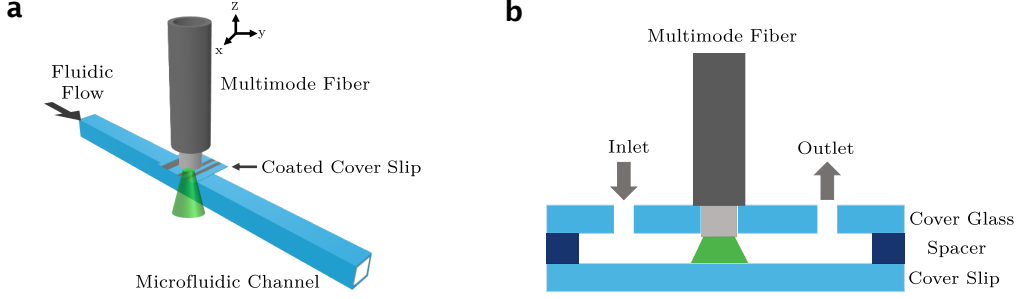 a
z
y
x
Fluidic
Flow
Multimode Fiber
Coated Cover Slip
Microfluidic Channel
b
Multimode Fiber
Inlet
Outlet
Cover Glass
Spacer
Cover Slip